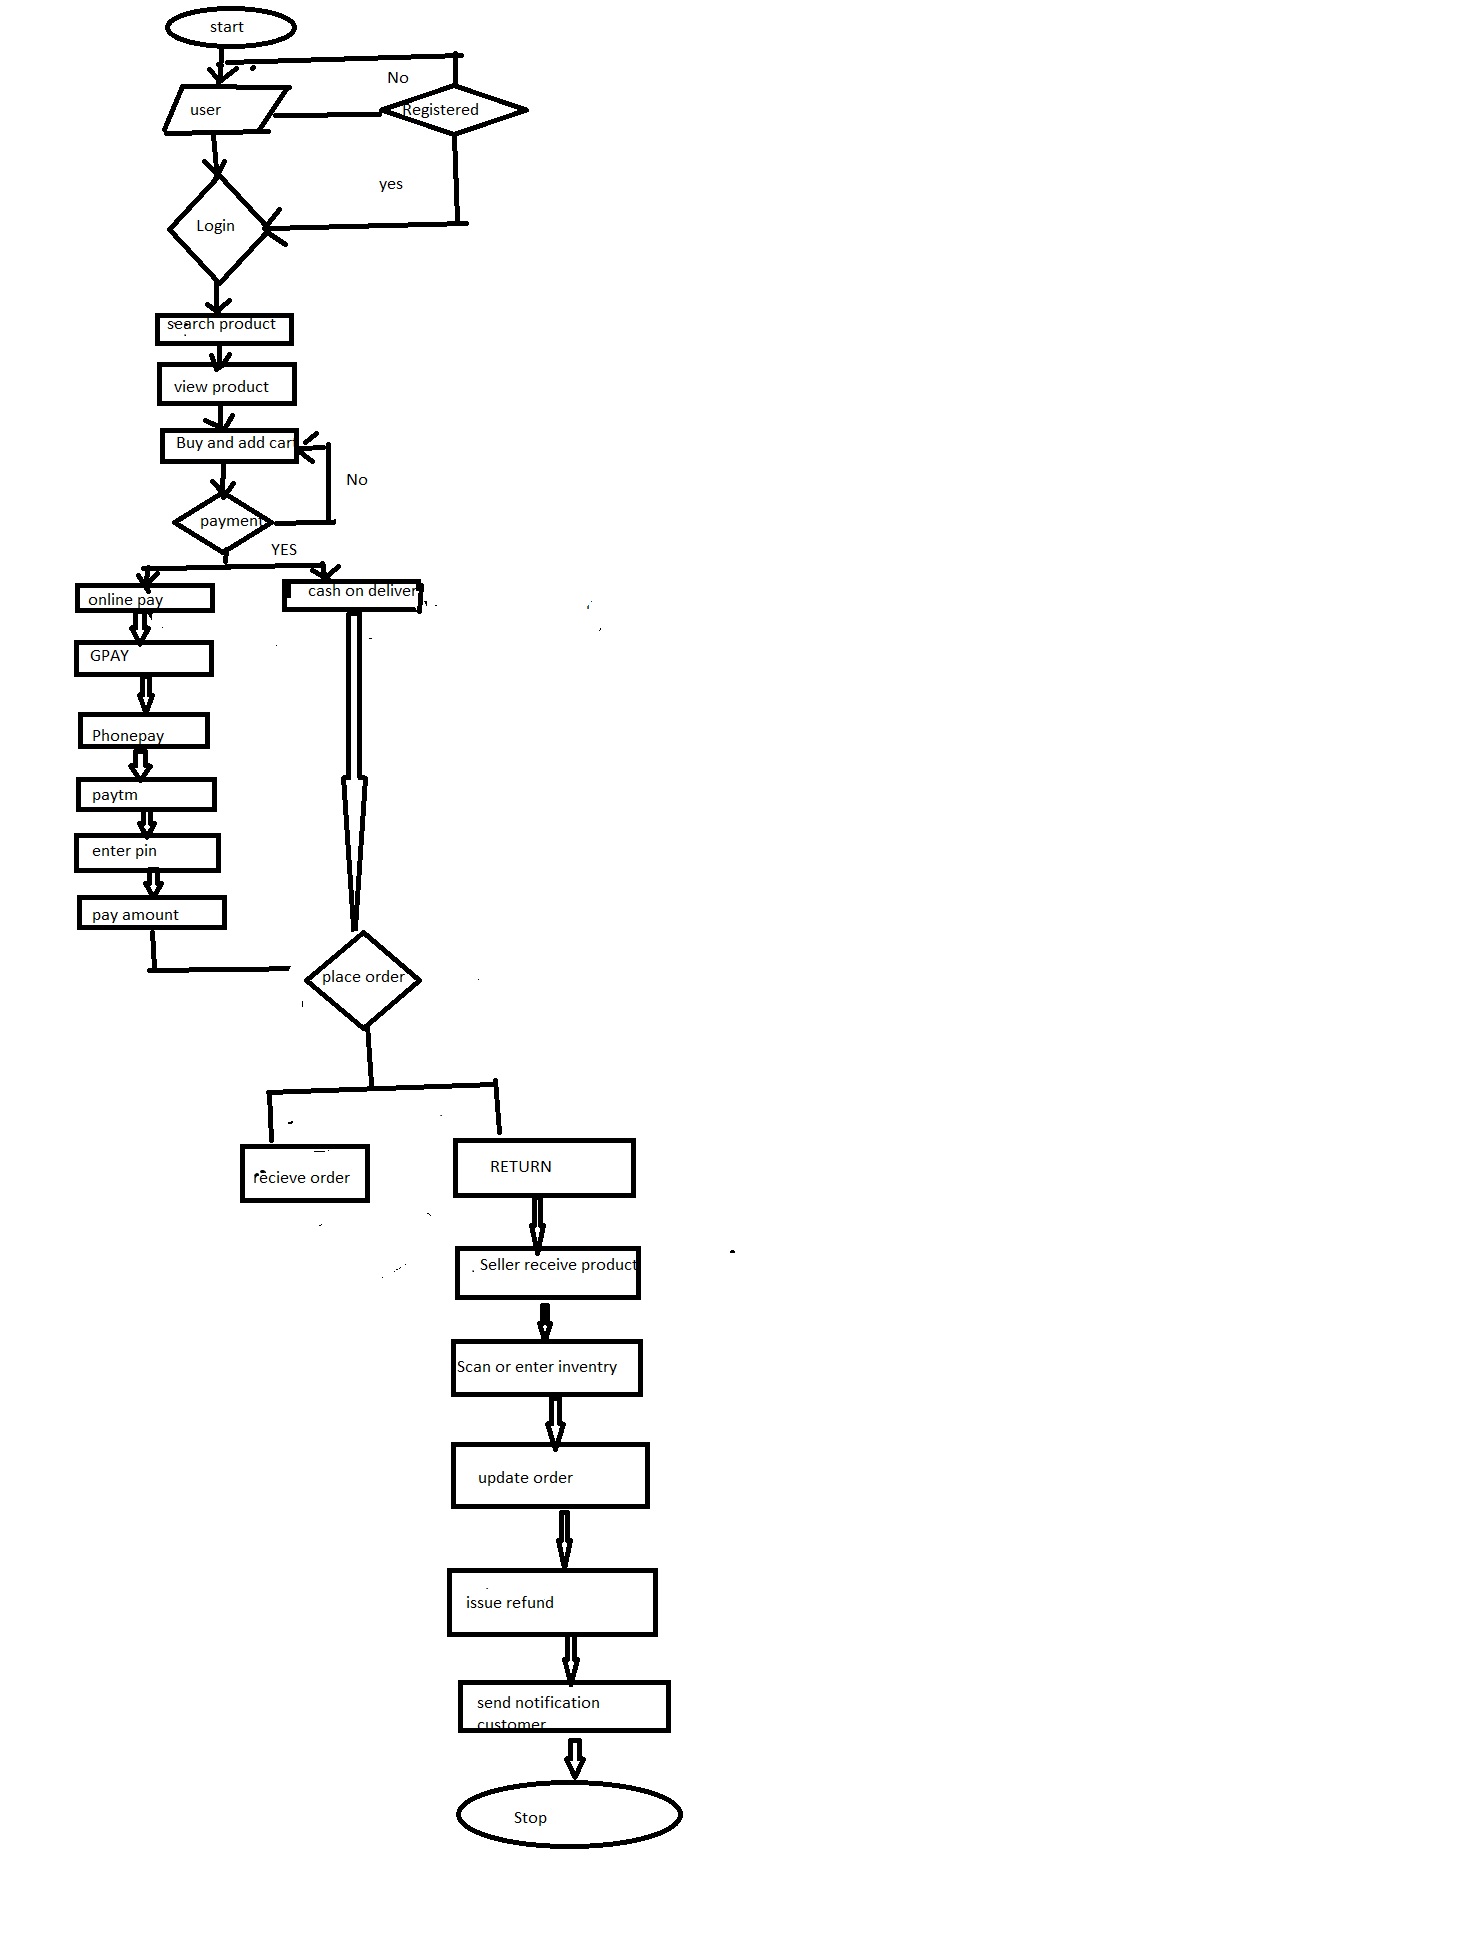 start
No
user
Registered
yes
Login
search product
view product
Buy and add cart
No
payment
YES
online pay
cash on deliver
GPAY
Phonepay
paytm
enter pin
pay amount
place order
recieve order
RETURN
Seller receive product
Scan or enter inventry
update order
issue refund
send notification
customer
Stop